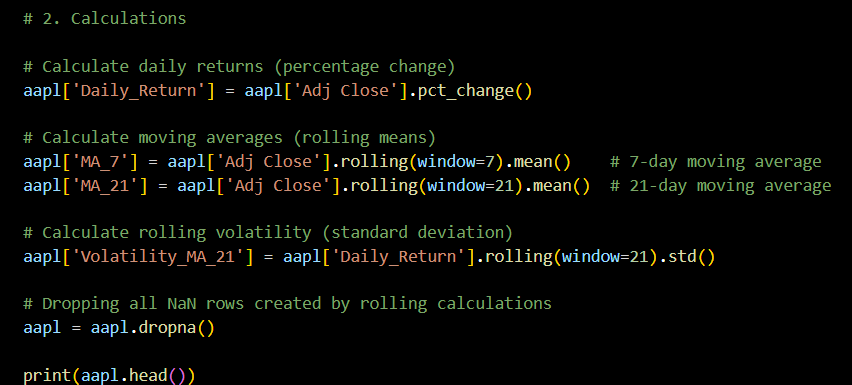 # 2. Calculations
# Calculate daily returns (percentage change)
aapl['Daily_Return'] = aapl['Adj Close'].pct_change()
# Calculate moving averages (rolling means)
aapl['MA_7'] = aapl['Adj Close'].rolling(window=7).mean()    # 7-day moving average
aapl['MA_21'] = aapl['Adj Close'].rolling(window=21).mean()  # 21-day moving average
# Calculate rolling volatility (standard deviation)
aapl['Volatility_MA_21'] = aapl['Daily_Return'].rolling(window=21).std()
# Dropping all NaN rows created by rolling calculations
aapl = aapl.dropna()
print(aapl.head())